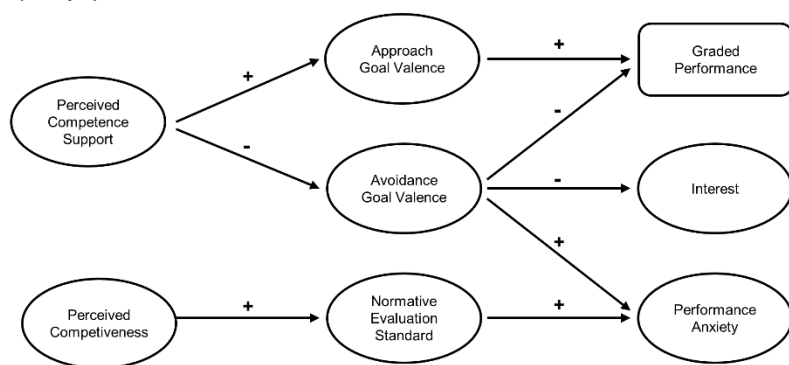 Perceived
Competence
Support
+
-
Approach
Goal Valence
+
Graded
Performance
-
Avoidance
Goal Valence
-
Interest
+
Perceived
Competiveness
+
Normative
Evaluation
Standard
+
Performance
Anxiety